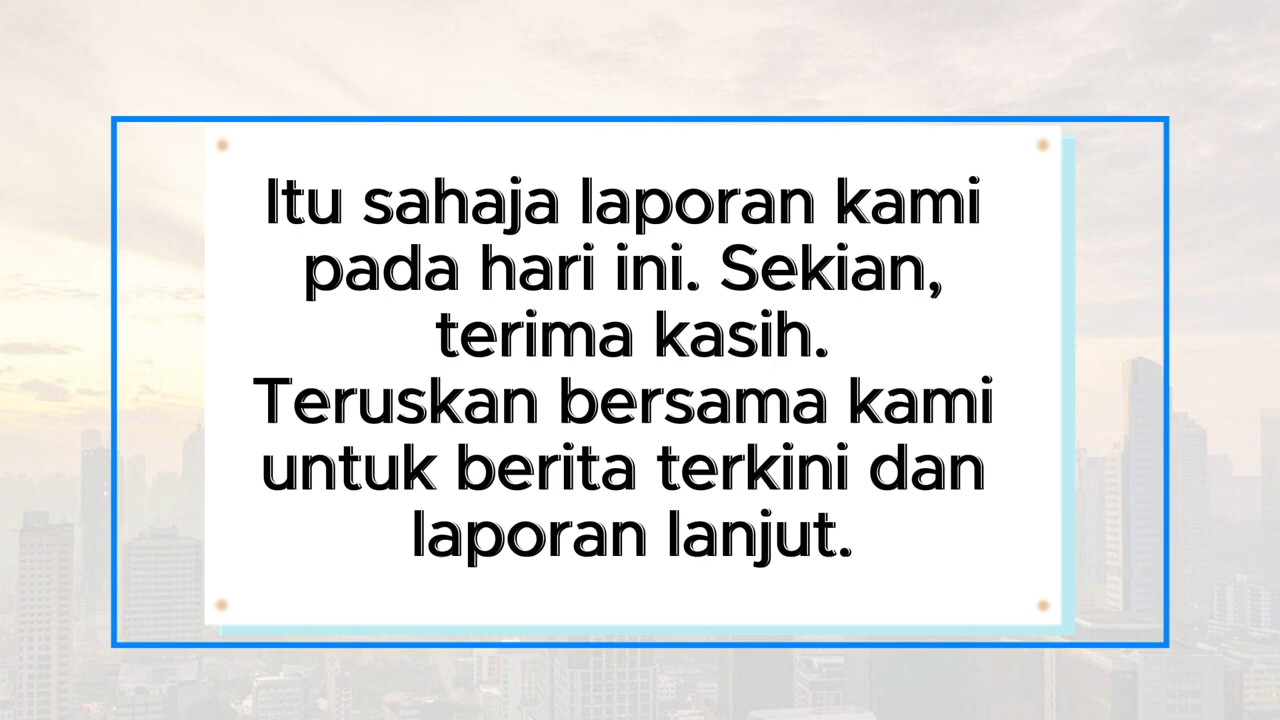 Itu sahaja laporan kami
pada hari ini. Sekian,
terima kasih.
Teruskan bersama kami
untuk berita terkini dan
laporan lanjut.